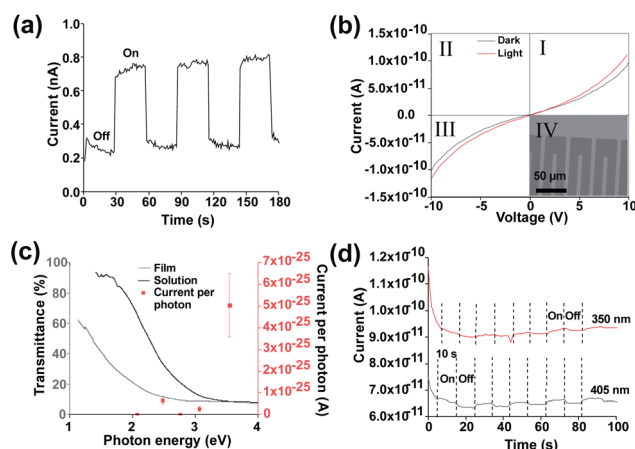 (a)
1.0
0.8
0.6
0.4
0.2
0.0
Current (nA)
On
Off
0 30 60 90 120 150 180
Time (s)
(b)
1.5x10-10
1.0x10-10
5.0x10-11
0.0
-5.0x10-11
-1.0x10-10
-1.5x10-10
Current (A)
II
I
III
IV
Dark
Light
50 µm
-10 -5 0 5 10
Voltage (V)
(c)
100
80
60
40
20
0
Transmittance (%)
Film
Solution
Current per
photon
7x10-25
6x10-25
5x10-25
4x10-25
3x10-25
2x10-25
1x10-25
0
Current per photon (A)
1 2 3 4
Photon energy (eV)
(d)
1.2x10-10
1.1x10-10
1.0x10-10
9.0x10-11
8.0x10-11
7.0x10-11
6.0x10-11
Current (A)
On Off
350 nm
10 s
On Off
405 nm
0 20 40 60 80 100
Time (s)